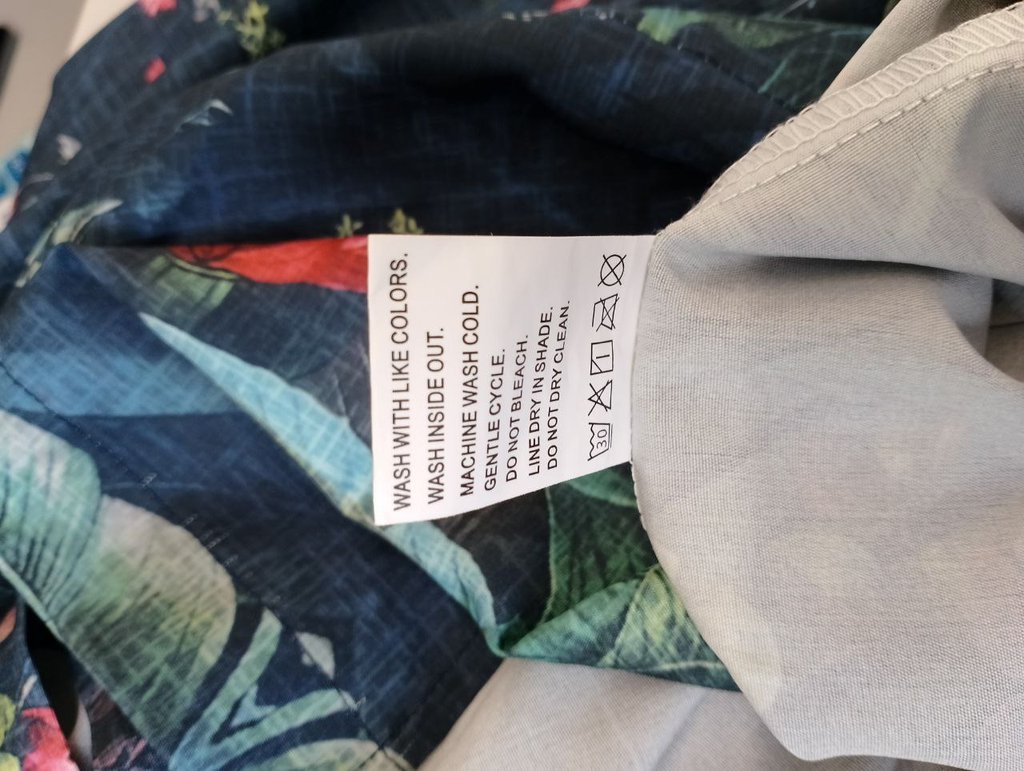 WASH WITH LIKE COLORS.
WASH INSIDE OUT.
MACHINE WASH COLD.
GENTLE CYCLE.
DO NOT BLEACH.
LINE DRY IN SHADE.
DO NOT DRY CLEAN.
30